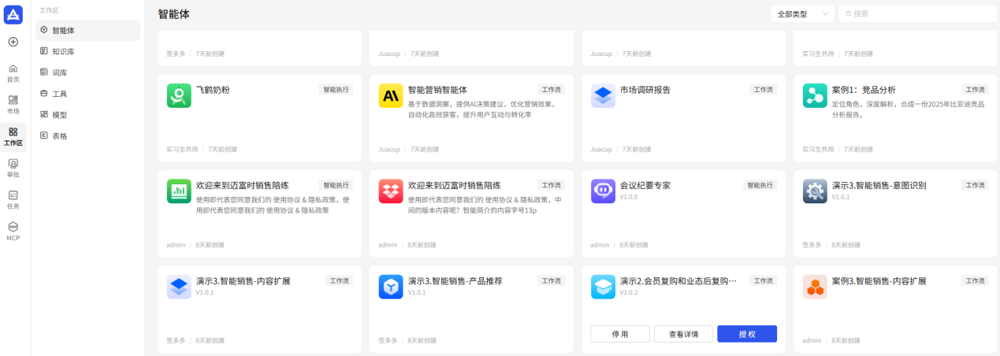 工作区
智能体
知识库
词库
工具
模型
表格
首页
市场
工作区
审批
任务
MCP
智能体
全部类型
搜索
签多多 | 7天前创建
Juacup | 7天前创建
Juacup | 7天前创建
实习生共用 | 7天前创建
飞鹤奶粉
智能执行
实习生共用 | 7天前创建
智能营销智能体
工作流
基于数据洞察，提供AI决策建议，优化营销效果，
自动化高效获客，提升用户互动与转化率
Juacup | 7天前创建
市场调研报告
工作流
Juacup | 7天前创建
案例1：竞品分析
工作流
定位角色，深度解析，合成一份2025年比亚迪竞品
分析报告。
实习生共用 | 7天前创建
欢迎来到迈富时销售陪练
智能执行
使用即代表您同意我们的 使用协议 & 隐私政策，使
用即代表您同意我们的 使用协议 & 隐私政策
admin | 8天前创建
欢迎来到迈富时销售陪练
工作流
使用即代表您同意我们的 使用协议 & 隐私政策，中
间的版本内容呢？智能简介的内容字号13p
admin | 8天前创建
会议纪要专家
智能执行
V1.0.0
admin | 8天前创建
演示3.智能销售-意图识别
工作流
V1.0.1
签多多 | 8天前创建
演示3.智能销售-内容扩展
工作流
V1.0.1
签多多 | 8天前创建
演示3.智能销售-产品推荐
工作流
V1.0.1
签多多 | 8天前创建
演示2.会员复购和业态后复购…
工作流
V1.0.2
停用
查看详情
授权
案例3.智能销售-内容扩展
工作流
admin | 8天前创建